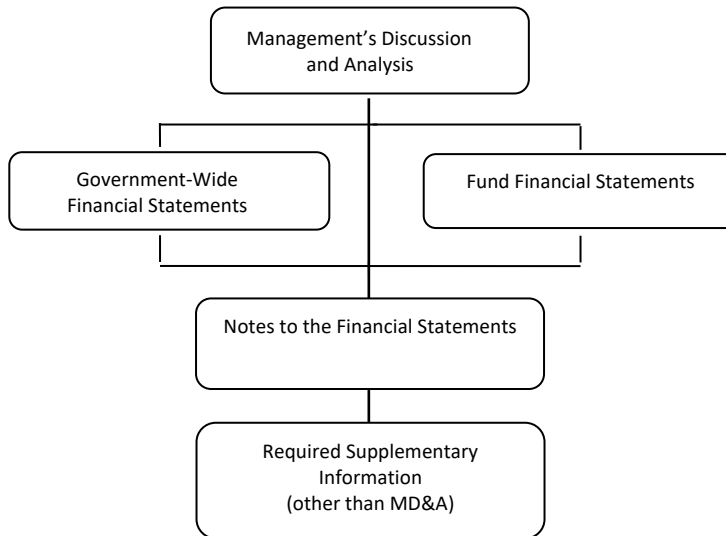 Management’s Discussion
and Analysis
Government-Wide
Financial Statements
Fund Financial Statements
Notes to the Financial Statements
Required Supplementary
Information
(other than MD&A)